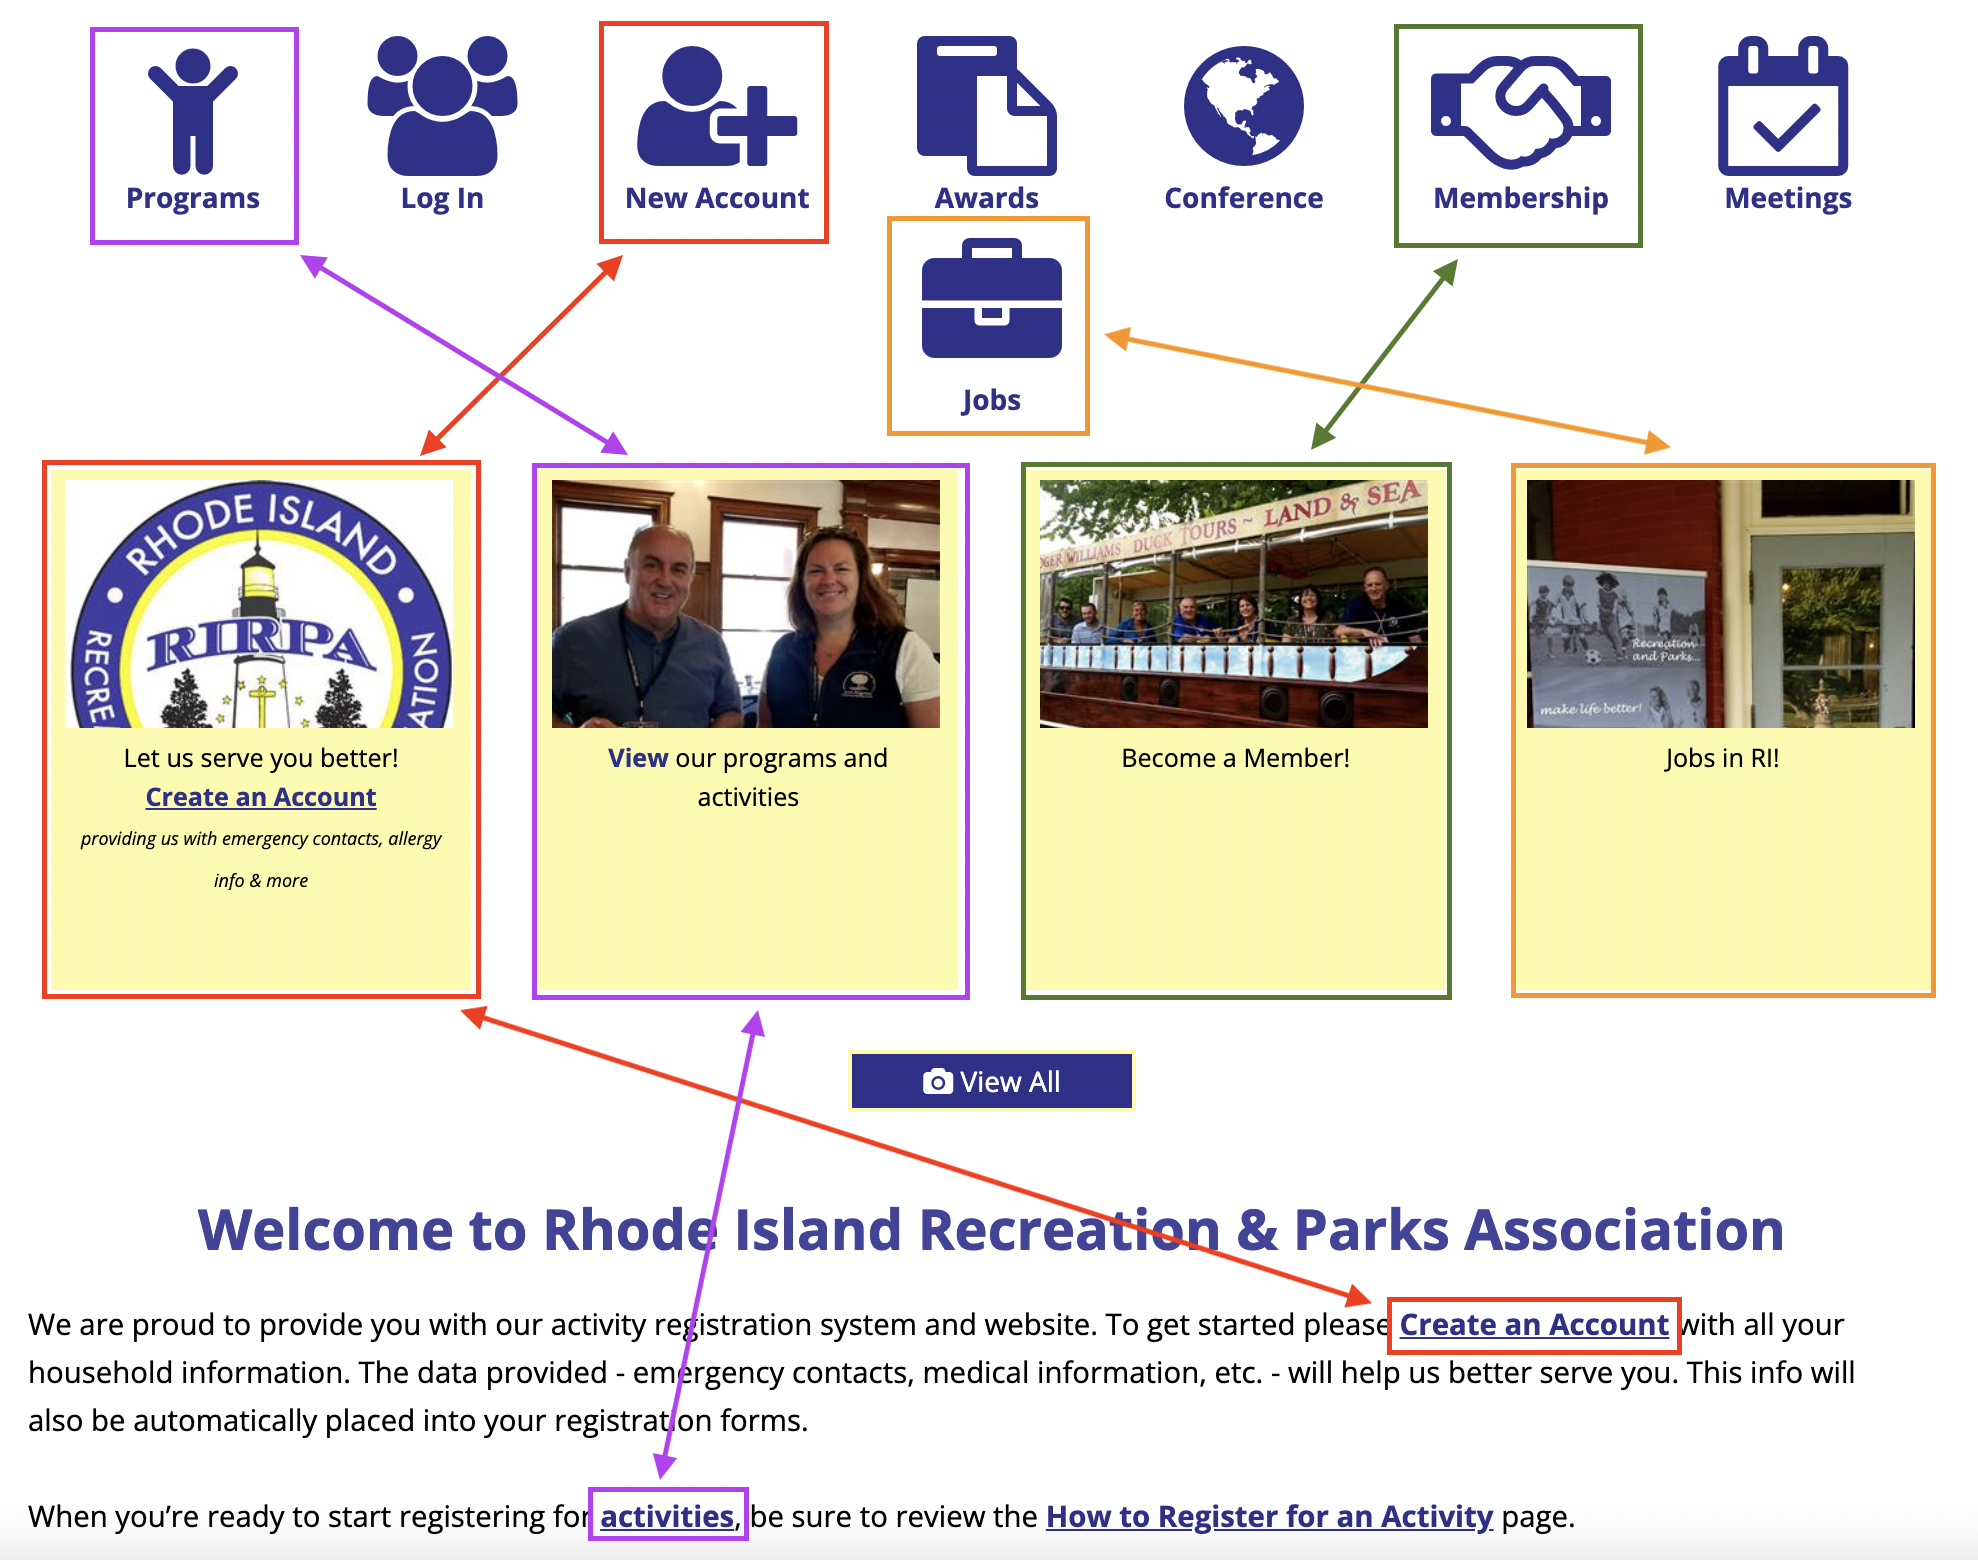 Programs
Log In
New Account
Awards
Conference
Membership
Meetings
Jobs
RHODE ISLAND
RECRE
ATION
RIRPA
ROGER WILLIAMS DUCK TOURS ~ LAND & SEA
Recreation
and Parks...
make life better!
Let us serve you better!
Create an Account
providing us with emergency contacts, allergy
info & more
View our programs and
activities
Become a Member!
Jobs in RI!
View All
Welcome to Rhode Island Recreation & Parks Association
We are proud to provide you with our activity registration system and website. To get started please Create an Account with all your
household information. The data provided - emergency contacts, medical information, etc. - will help us better serve you. This info will
also be automatically placed into your registration forms.
When you’re ready to start registering for activities, be sure to review the How to Register for an Activity page.